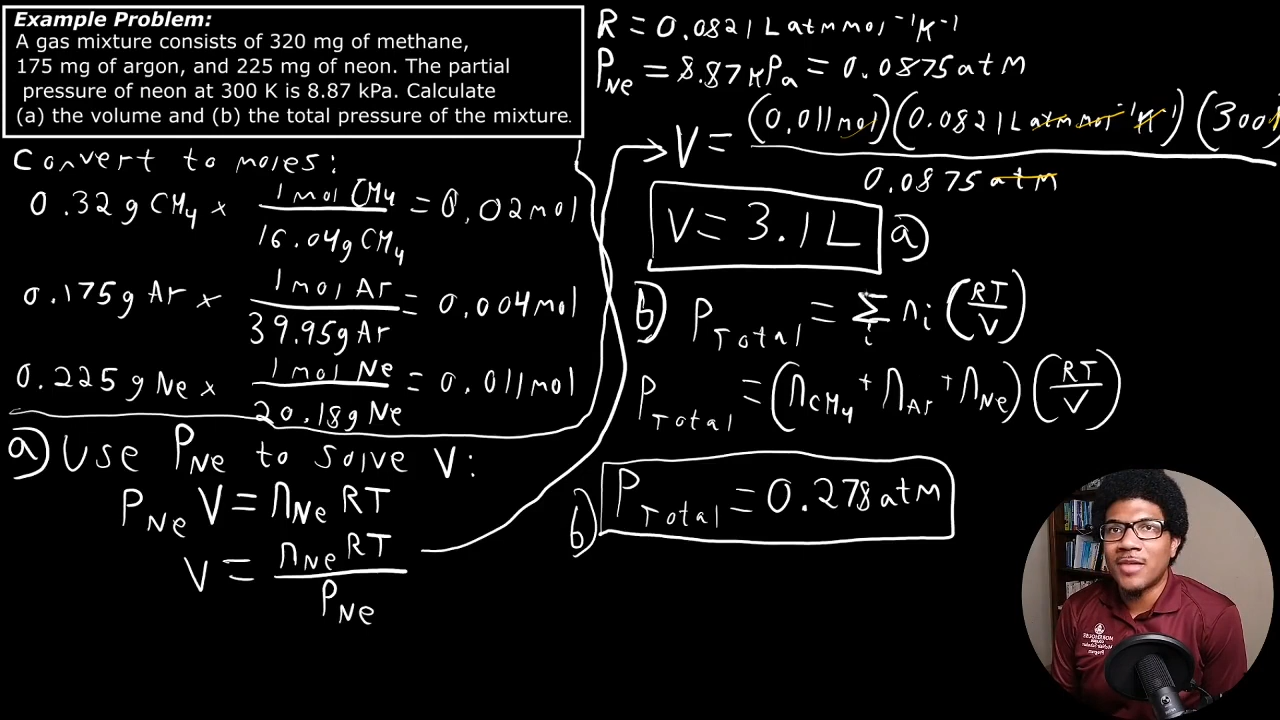 Example Problem:
A gas mixture consists of 320 mg of methane,
175 mg of argon, and 225 mg of neon. The partial
pressure of neon at 300 K is 8.87 kPa. Calculate
(a) the volume and (b) the total pressure of the mixture.
Convert to moles:
0.32 g CH4 × 1 mol CH4 / 16.04 g CH4 = 0.02 mol
0.175 g Ar × 1 mol Ar / 39.95 g Ar = 0.004 mol
0.225 g Ne × 1 mol Ne / 20.18 g Ne = 0.011 mol
a) Use P_Ne to solve V:
P_Ne V = n_Ne RT
V = n_Ne RT / P_Ne
R = 0.0821 L atm mol⁻¹ K⁻¹
P_Ne = 8.87 kPa = 0.0875 atm
V = (0.011 mol)(0.0821 L atm mol⁻¹ K⁻¹)(300 / 0.0875 atm
V = 3.1 L a)
b) P_Total = Σ_i n_i (RT/V)
P_Total = (n_CH4 + n_Ar + n_Ne)(RT/V)
b) P_Total = 0.278 atm